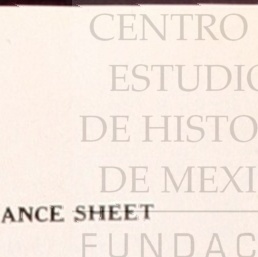 CENTRO
ESTUDIO
DE HISTO
DE MEXI
ANCE SHEET
FUNDAC